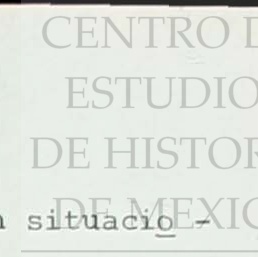 CENTRO D
ESTUDIO
DE HISTOR
DE MEXIC
n situacio -